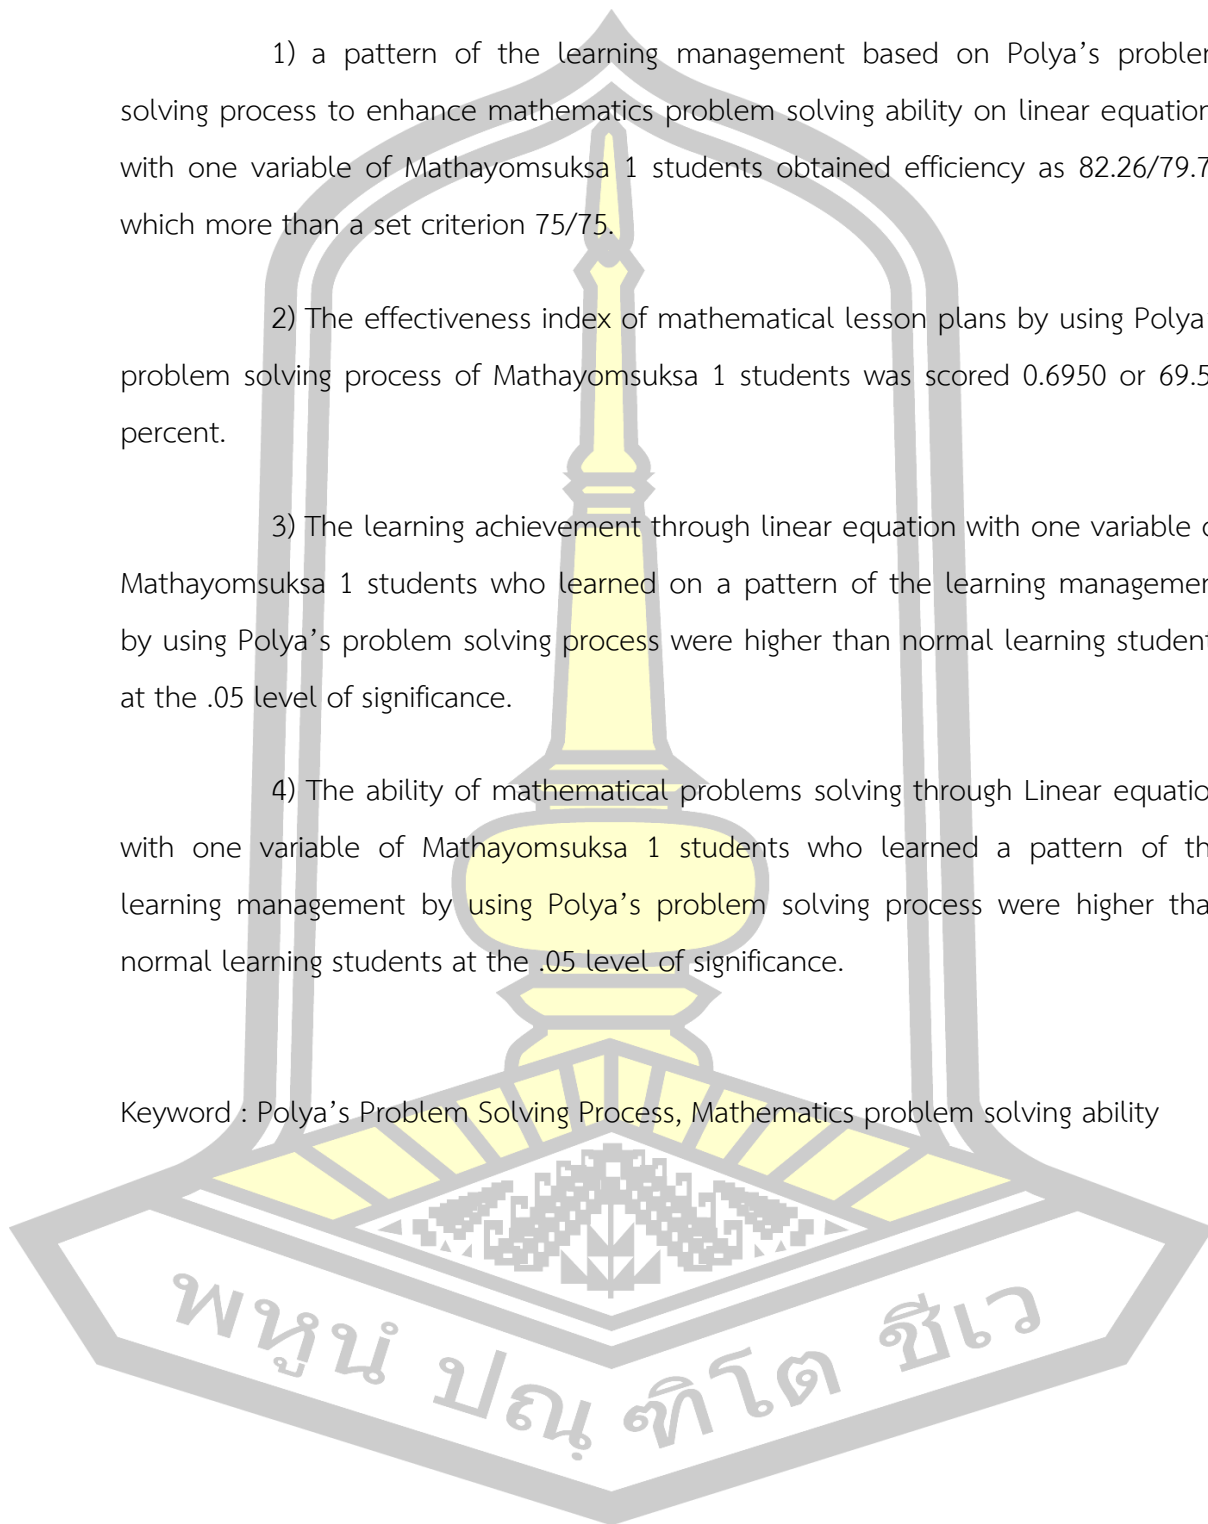 1) a pattern of the learning management based on Polya's proble
solving process to enhance mathematics problem solving ability on linear equation
with one variable of Mathayomsuksa 1 students obtained efficiency as 82.26/79.7
which more than a set criterion 75/75.
2) The effectiveness index of mathematical lesson plans by using Polya
problem solving process of Mathayomsuksa 1 students was scored 0.6950 or 69.5
percent.
3) The learning achievement through linear equation with one variable
Mathayomsuksa 1 students who learned on a pattern of the learning managemen
by using Polya's problem solving process were higher than normal learning student
at the .05 level of significance.
4) The ability of mathematical problems solving through Linear equatio
with one variable of Mathayomsuksa 1 students who learned a pattern of th
learning management by using Polya's problem solving process were higher tha
normal learning students at the .05 level of significance.
Keyword : Polya's Problem Solving Process, Mathematics problem solving ability
พหูนํ ปณฺ ฑิโต ชีเว